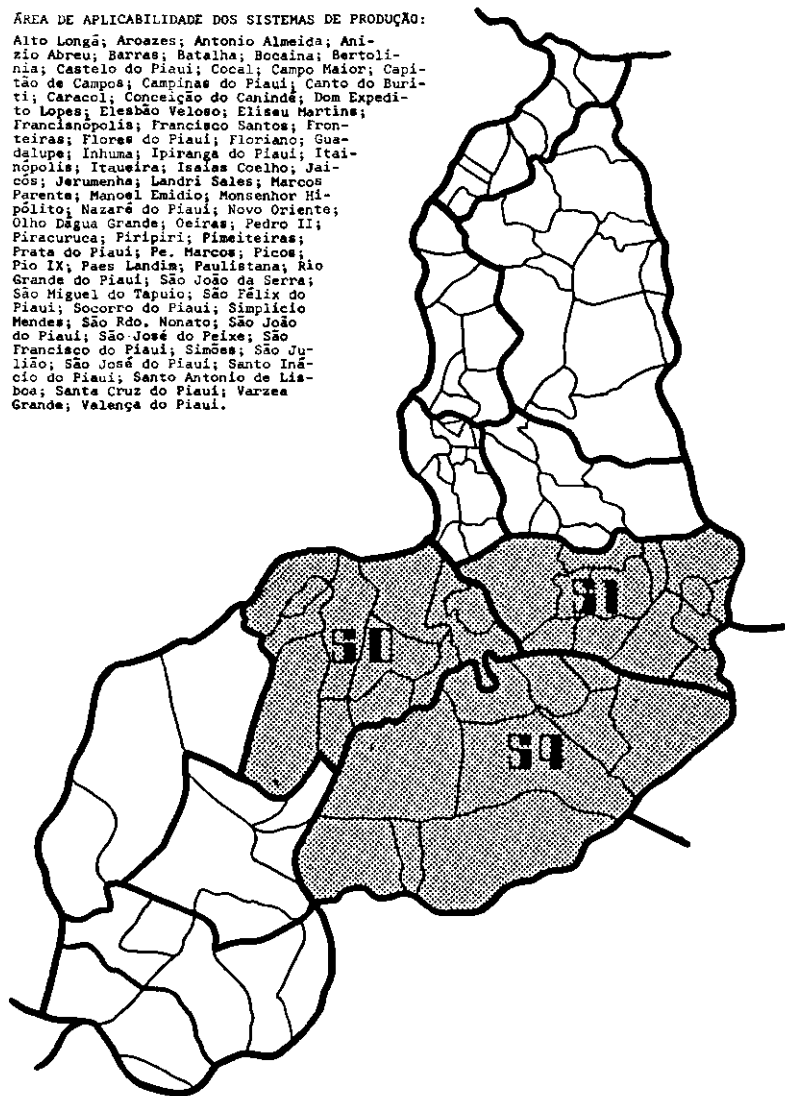 ÁREA DE APLICABILIDADE DOS SISTEMAS DE PRODUÇÃO:
Alto Longã; Aroazes; Antonio Almeida; Aní-
zio Abreu; Barras; Batalha; Bocaina; Bertolí-
nia; Castelo do Piauí; Cocal; Campo Maior; Capi-
tão de Campos; Campinas do Piauí; Canto do Buri-
ti; Caracol; Conceição do Canindé; Dom Expedi-
to Lopes; Elesbão Veloso; Eliseu Martins;
Francisnópolis; Francisco Santos; Fron-
teiras; Flores do Piauí; Floriano; Gua-
dalupe; Inhuma; Ipiranga do Piauí; Itai-
nópolis; Itaueira; Isaías Coelho; Jai-
cós; Jerumenha; Landri Sales; Marcos
Parente; Manoel Emídio; Monsenhor Hi-
pólito; Nazaré do Piauí; Novo Oriente;
Olho Dágua Grande; Oeiras; Pedro II;
Piracuruca; Piripiri; Pimeiteiras;
Prata do Piauí; Pe. Marcos; Picos;
Pio IX; Paes Landim; Paulistana; Rio
Grande do Piauí; São João da Serra;
São Miguel do Tapuio; São Félix do
Piauí; Socorro do Piauí; Simplício
Mendes; São Rdo. Nonato; São João
do Piauí; São José do Peixe; São
Francisco do Piauí; Simões; São Ju-
lião; São José do Piauí; Santo Iná-
cio do Piauí; Santo Antonio de Lis-
boa; Santa Cruz do Piauí; Varzea
Grande; Valença do Piauí.
51
50
59